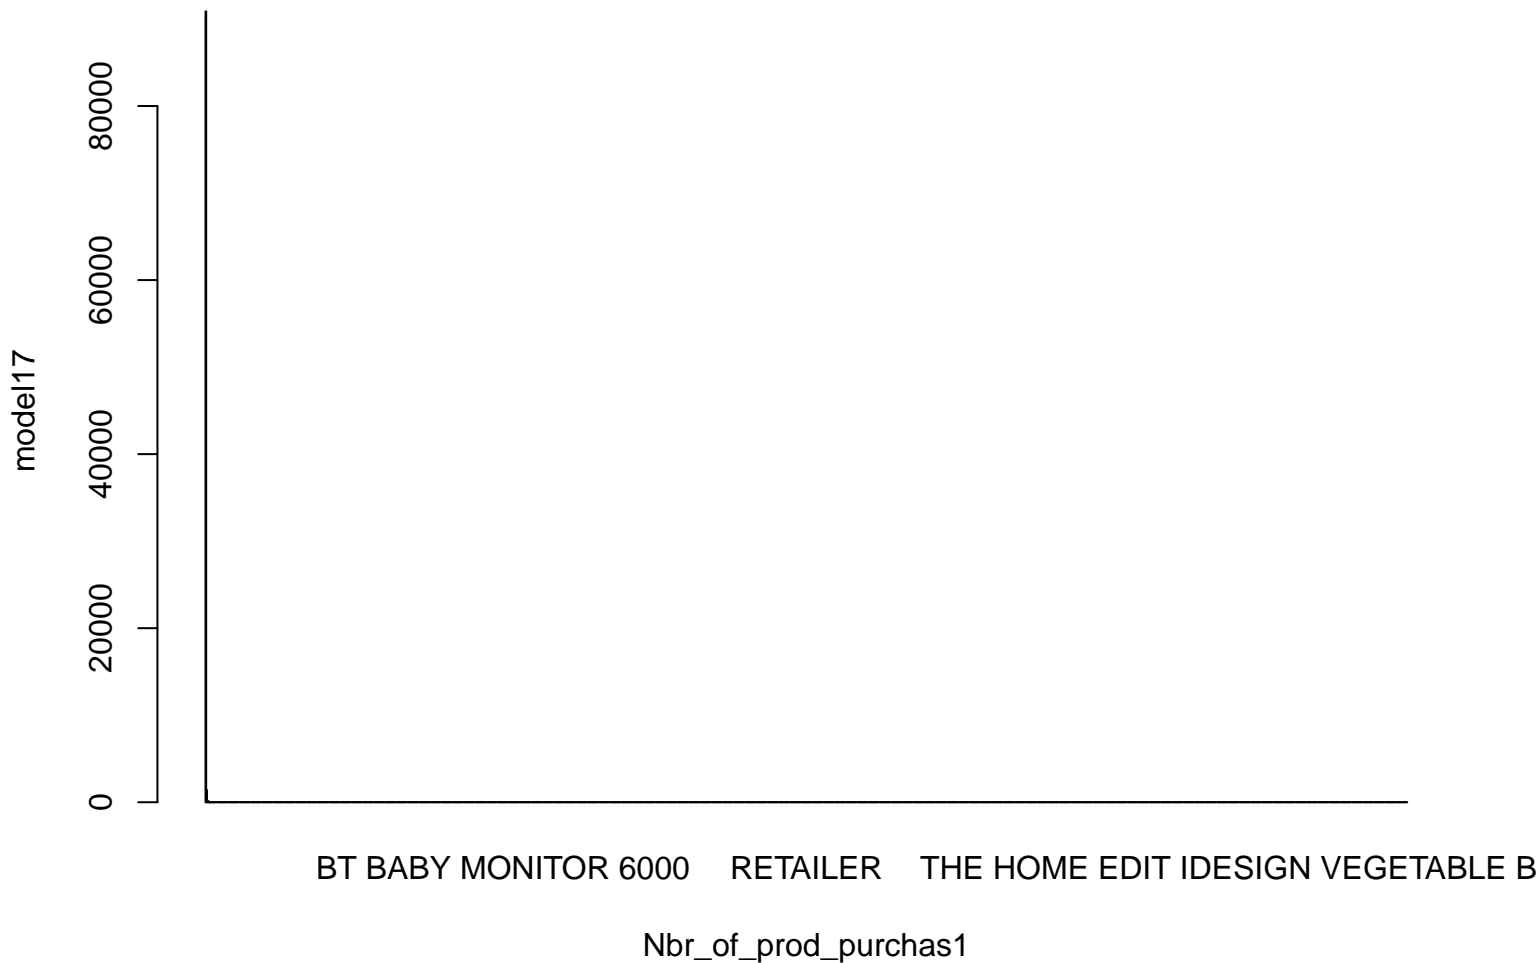 80000
60000
40000
20000
0
model17
BT BABY MONITOR 6000 RETAILER THE HOME EDIT IDESIGN VEGETABLE B
Nbr_of_prod_purchas1